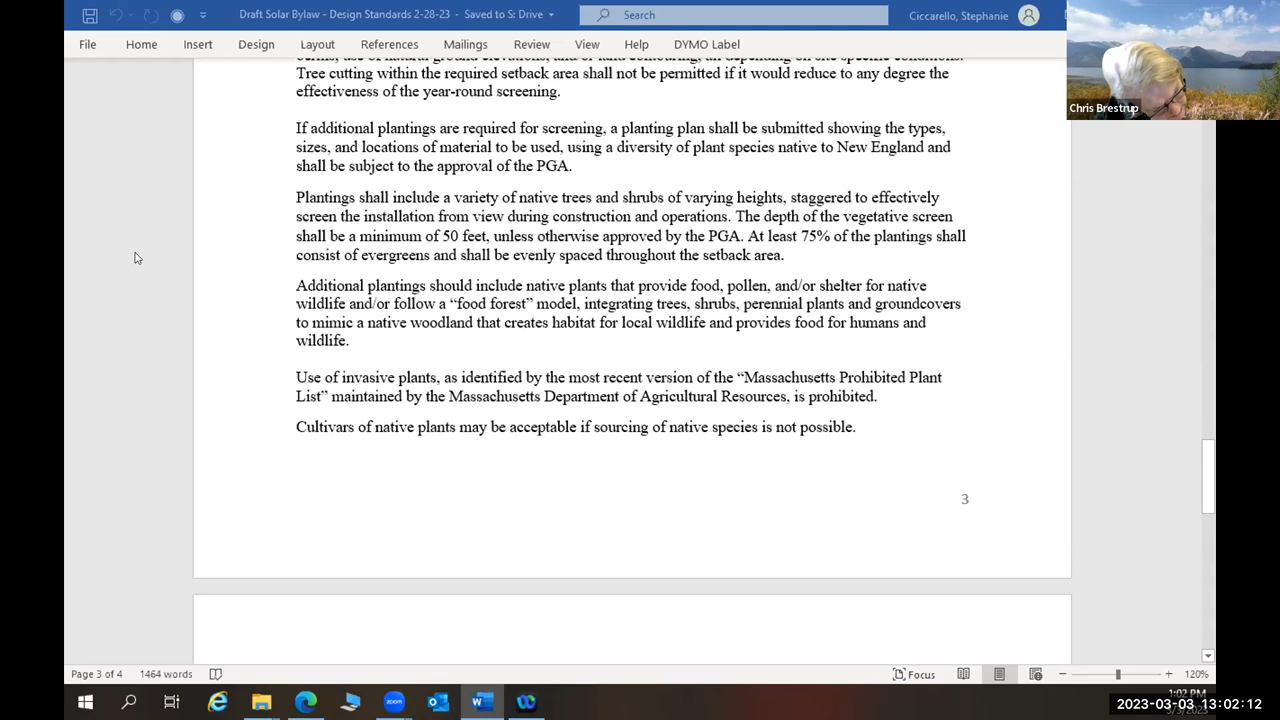 Draft Solar Bylaw - Design Standards 2-28-23 - Saved to S: Drive
Search
Ciccarello, Stephanie
File Home Insert Design Layout References Mailings Review View Help DYMO Label
Chris Brestrup
Tree cutting within the required setback area shall not be permitted if it would reduce to any degree the
effectiveness of the year-round screening.
If additional plantings are required for screening, a planting plan shall be submitted showing the types,
sizes, and locations of material to be used, using a diversity of plant species native to New England and
shall be subject to the approval of the PGA.
Plantings shall include a variety of native trees and shrubs of varying heights, staggered to effectively
screen the installation from view during construction and operations. The depth of the vegetative screen
shall be a minimum of 50 feet, unless otherwise approved by the PGA. At least 75% of the plantings shall
consist of evergreens and shall be evenly spaced throughout the setback area.
Additional plantings should include native plants that provide food, pollen, and/or shelter for native
wildlife and/or follow a “food forest” model, integrating trees, shrubs, perennial plants and groundcovers
to mimic a native woodland that creates habitat for local wildlife and provides food for humans and
wildlife.
Use of invasive plants, as identified by the most recent version of the “Massachusetts Prohibited Plant
List” maintained by the Massachusetts Department of Agricultural Resources, is prohibited.
Cultivars of native plants may be acceptable if sourcing of native species is not possible.
3
Page 3 of 4 1464 words Focus 120%
zoom
1:02 PM
2023-03-03 13:02:12